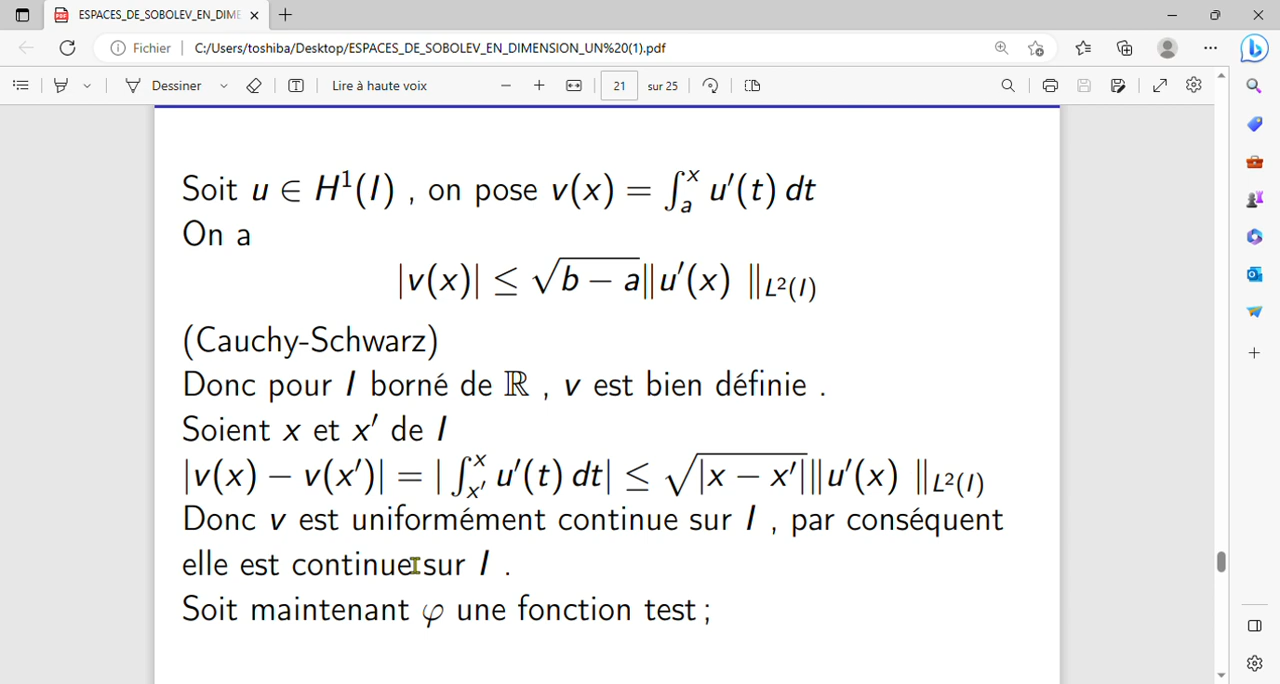 ESPACES_DE_SOBOLEV_EN_DIME
Fichier C:/Users/toshiba/Desktop/ESPACES_DE_SOBOLEV_EN_DIMENSION_UN%20(1).pdf
Dessiner Lire à haute voix 21 sur 25
Soit u ∈ H¹(I) , on pose v(x) = ∫ₐˣ u′(t) dt
On a
|v(x)| ≤ √(b − a)‖u′(x) ‖_{L²(I)}
(Cauchy-Schwarz)
Donc pour I borné de ℝ , v est bien définie .
Soient x et x′ de I
|v(x) − v(x′)| = | ∫_{x′}^{x} u′(t) dt| ≤ √|x − x′|‖u′(x) ‖_{L²(I)}
Donc v est uniformément continue sur I , par conséquent
elle est continue sur I .
Soit maintenant φ une fonction test ;